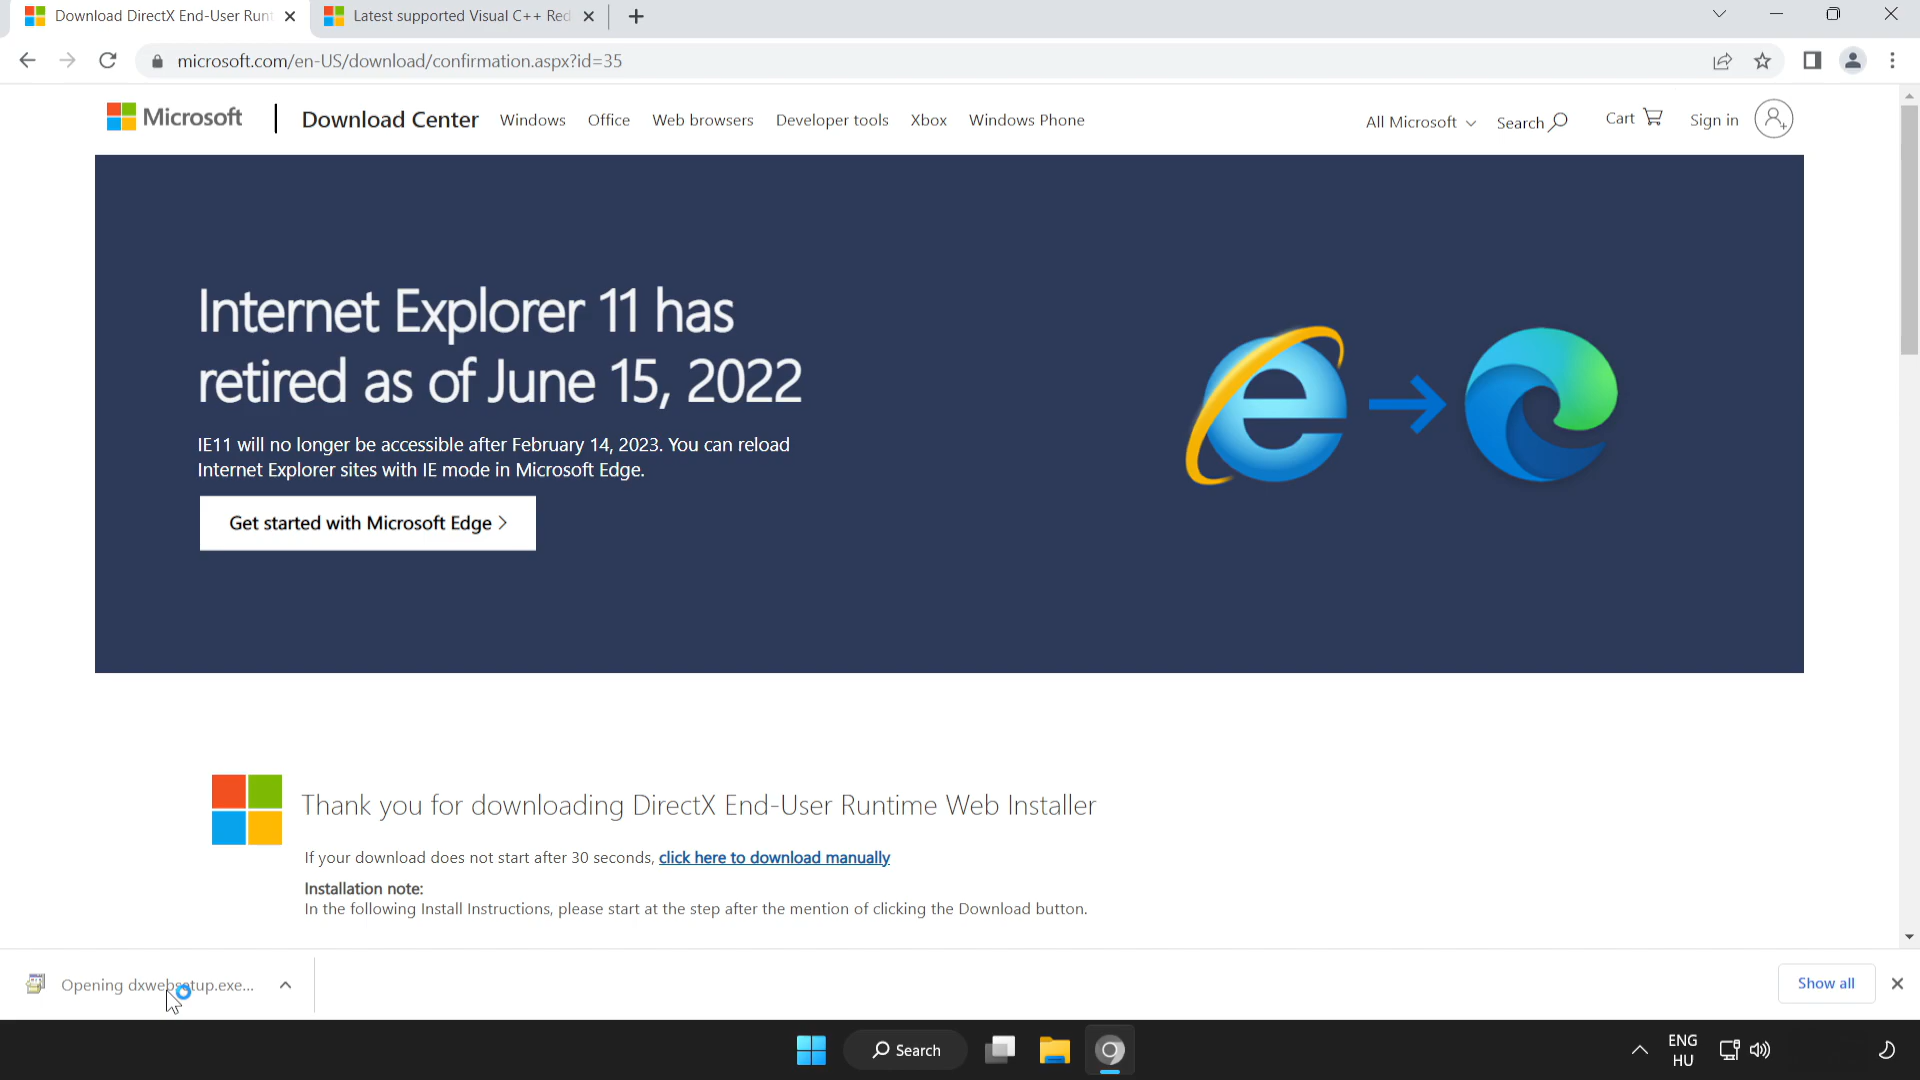 Download DirectX End-User Runt
Latest supported Visual C++ Red
microsoft.com/en-US/download/confirmation.aspx?id=35
Microsoft
Download Center
Windows
Office
Web browsers
Developer tools
Xbox
Windows Phone
All Microsoft
Search
Cart
Sign in
Internet Explorer 11 has
retired as of June 15, 2022
IE11 will no longer be accessible after February 14, 2023. You can reload
Internet Explorer sites with IE mode in Microsoft Edge.
Get started with Microsoft Edge >
Thank you for downloading DirectX End-User Runtime Web Installer
If your download does not start after 30 seconds, click here to download manually
Installation note:
In the following Install Instructions, please start at the step after the mention of clicking the Download button.
Opening dxwebsetup.exe...
Show all
Search
ENG
HU